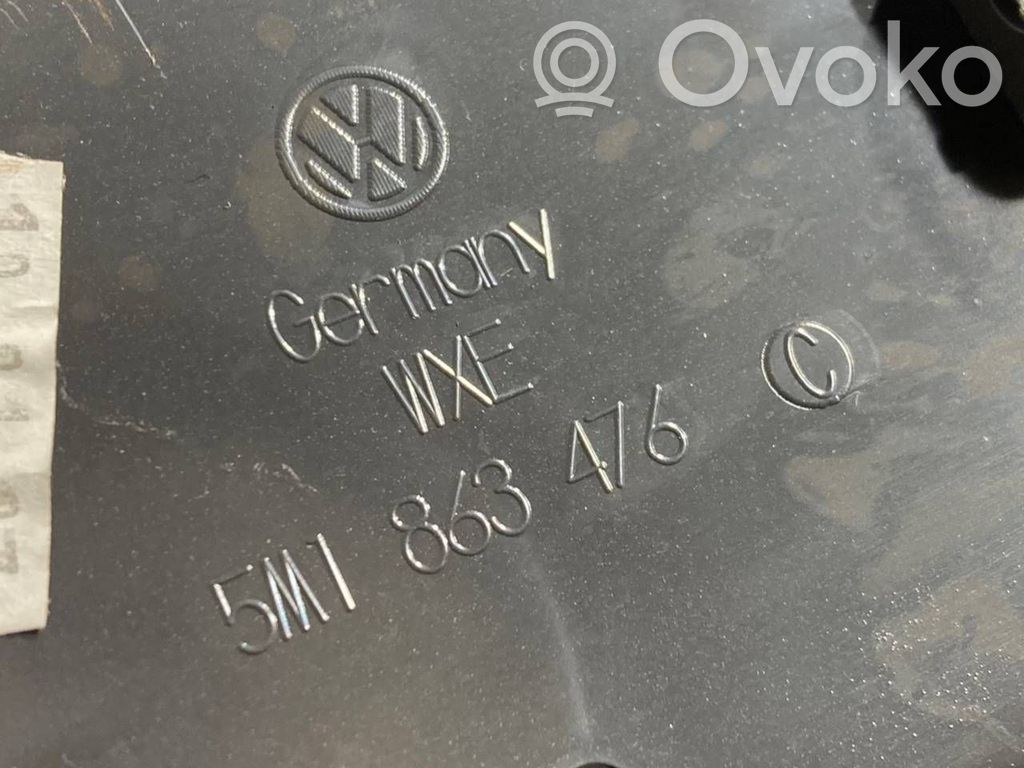 Ovoko
Germany
WXE
5M1 863 476 C